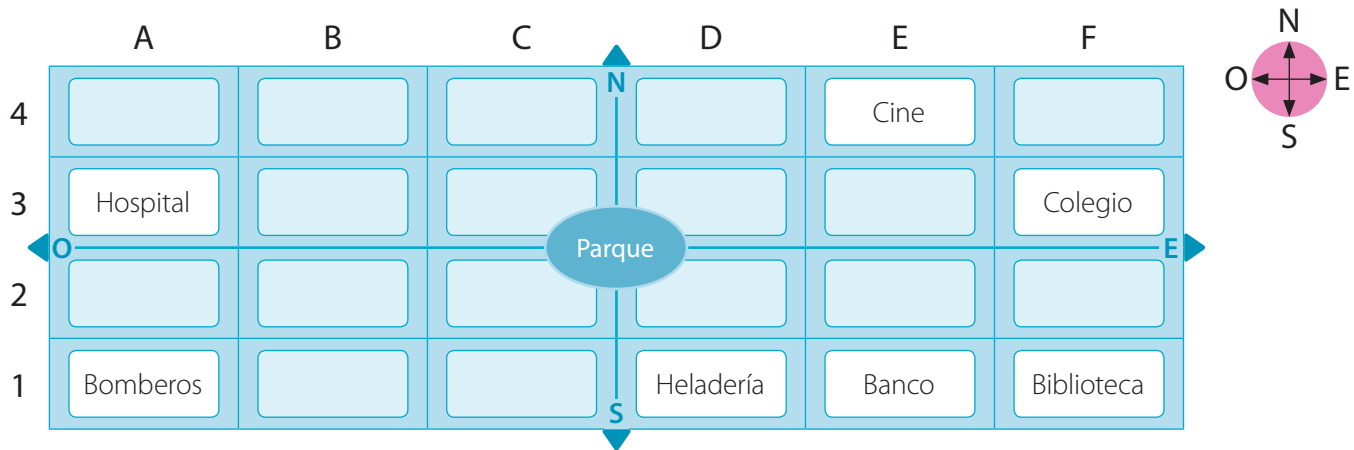 A B C D E F
N
O E
S
N
4 Cine
3 Hospital Colegio
O Parque E
2
1 Bomberos Heladería Banco Biblioteca
S